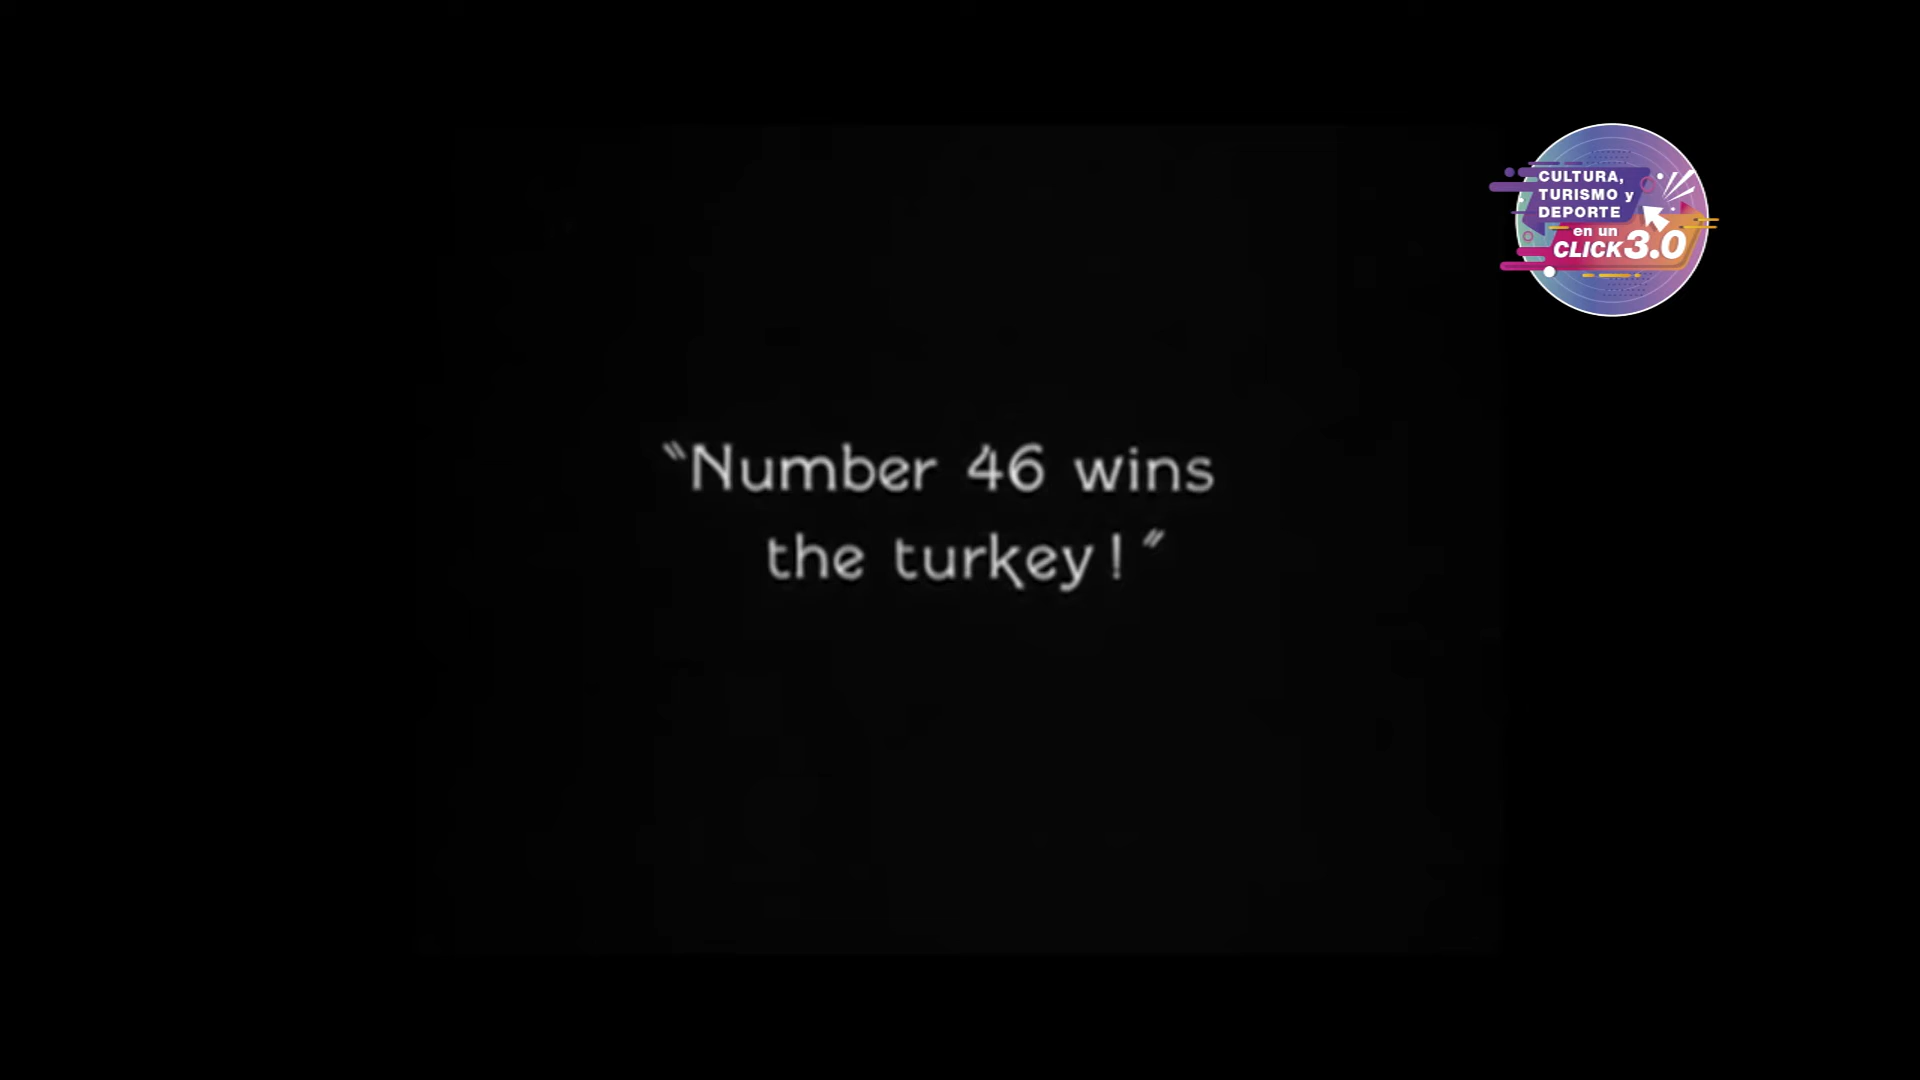 "Number 46 wins
the turkey!"
CULTURA,
TURISMO y
DEPORTE
en un
CLICK 3.0